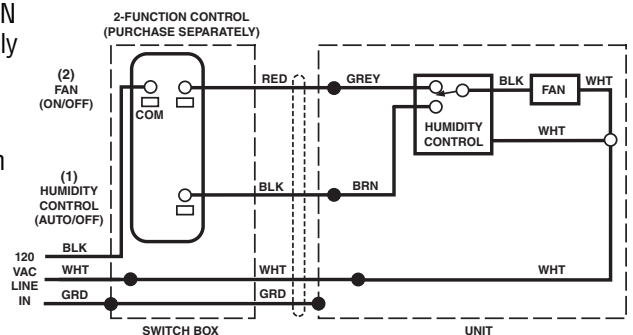 N
ly
n
2-FUNCTION CONTROL
(PURCHASE SEPARATELY)
(2)
FAN
(ON/OFF)
COM
RED
GREY
BLK
FAN
WHT
HUMIDITY
CONTROL
WHT
(1)
HUMIDITY
CONTROL
(AUTO/OFF)
BLK
BRN
120
VAC
LINE
IN
BLK
WHT
WHT
WHT
GRD
GRD
SWITCH BOX
UNIT